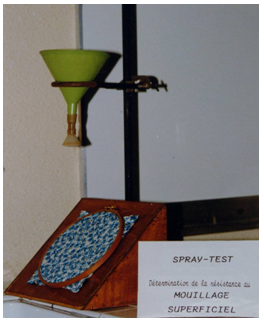 SPRAY-TEST
Détermination de la résistance au
MOUILLAGE
SUPERFICIEL